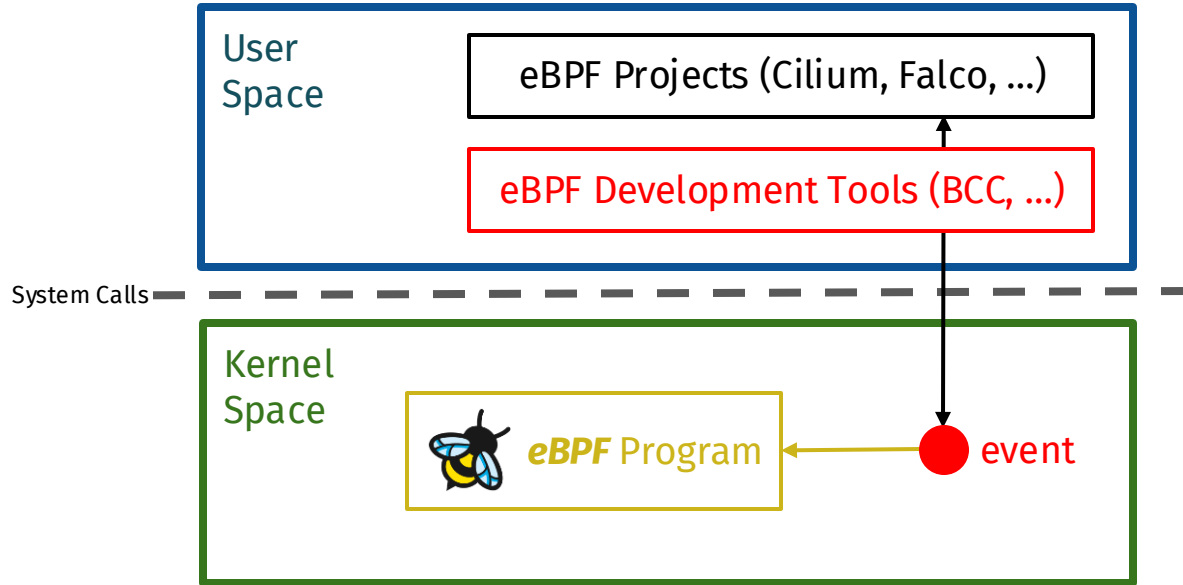 User
Space
eBPF Projects (Cilium, Falco, ...)
eBPF Development Tools (BCC, ...)
System Calls
Kernel
Space
eBPF Program
event